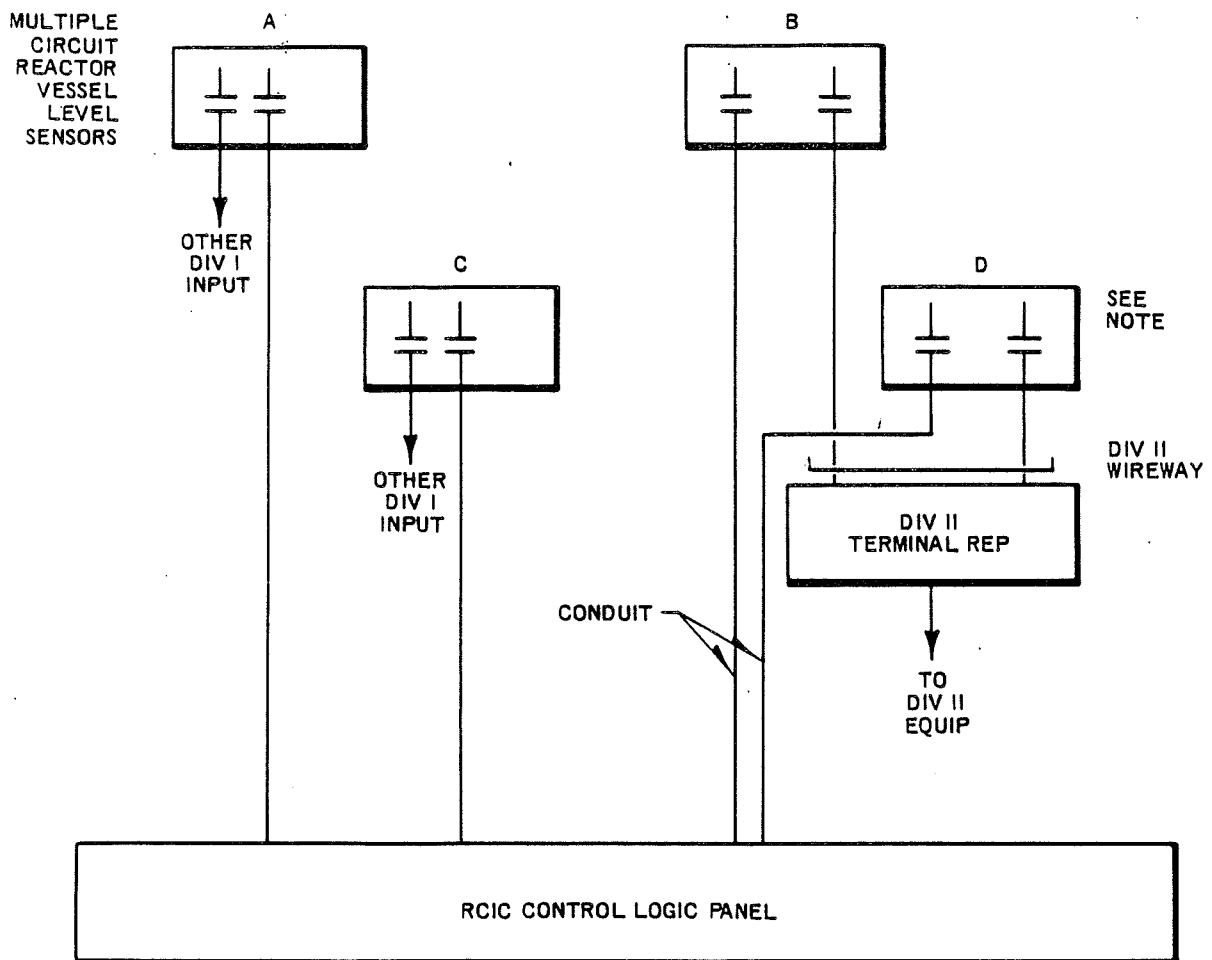 MULTIPLE
CIRCUIT
REACTOR
VESSEL
LEVEL
SENSORS
A
B
OTHER
DIV I
INPUT
C
D
SEE
NOTE
OTHER
DIV I
INPUT
DIV II
WIREWAY
DIV II
TERMINAL REP
CONDUIT
TO
DIV II
EQUIP
RCIC CONTROL LOGIC PANEL